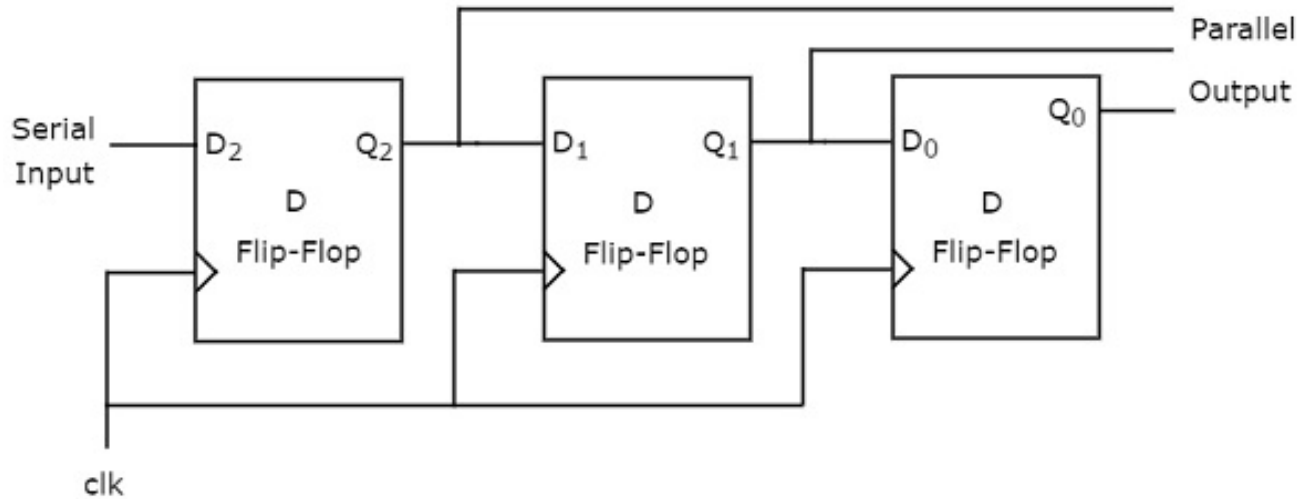 Parallel
Output
Serial
Input
D₂
Q₂
D
Flip-Flop
D₁
Q₁
D
Flip-Flop
D₀
Q₀
D
Flip-Flop
clk